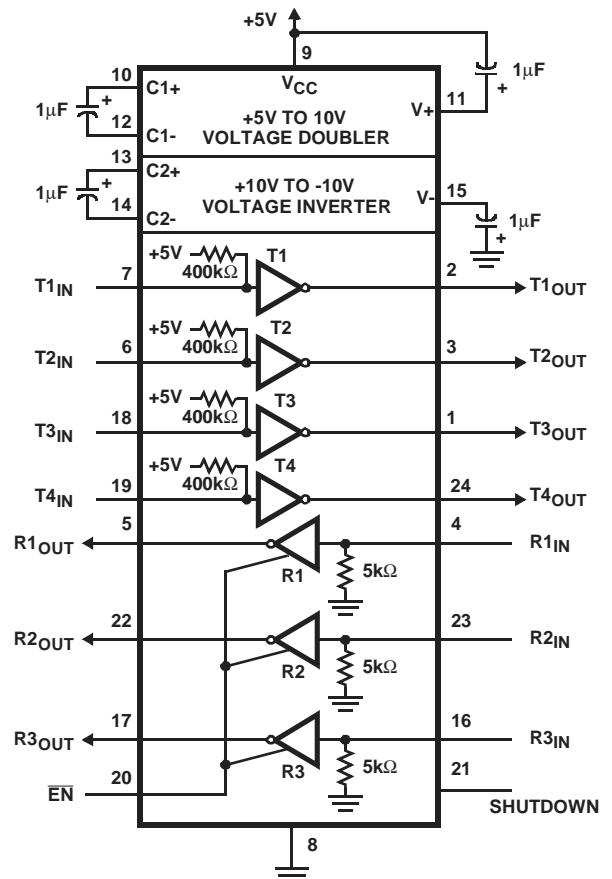 +5V
9
10
C1+
VCC
1µF
+
1µF
+
V+
11
12
C1-
+5V TO 10V
VOLTAGE DOUBLER
13
C2+
1µF
+
+10V TO -10V
VOLTAGE INVERTER
V-
15
14
C2-
1µF
+
+5V
400kΩ
T1
T1IN
7
2
T1OUT
+5V
400kΩ
T2
T2IN
6
3
T2OUT
+5V
400kΩ
T3
T3IN
18
1
T3OUT
+5V
400kΩ
T4
T4IN
19
24
T4OUT
R1OUT
5
4
R1IN
R1
5kΩ
R2OUT
22
23
R2IN
R2
5kΩ
R3OUT
17
16
R3IN
R3
5kΩ
EN
20
21
SHUTDOWN
8